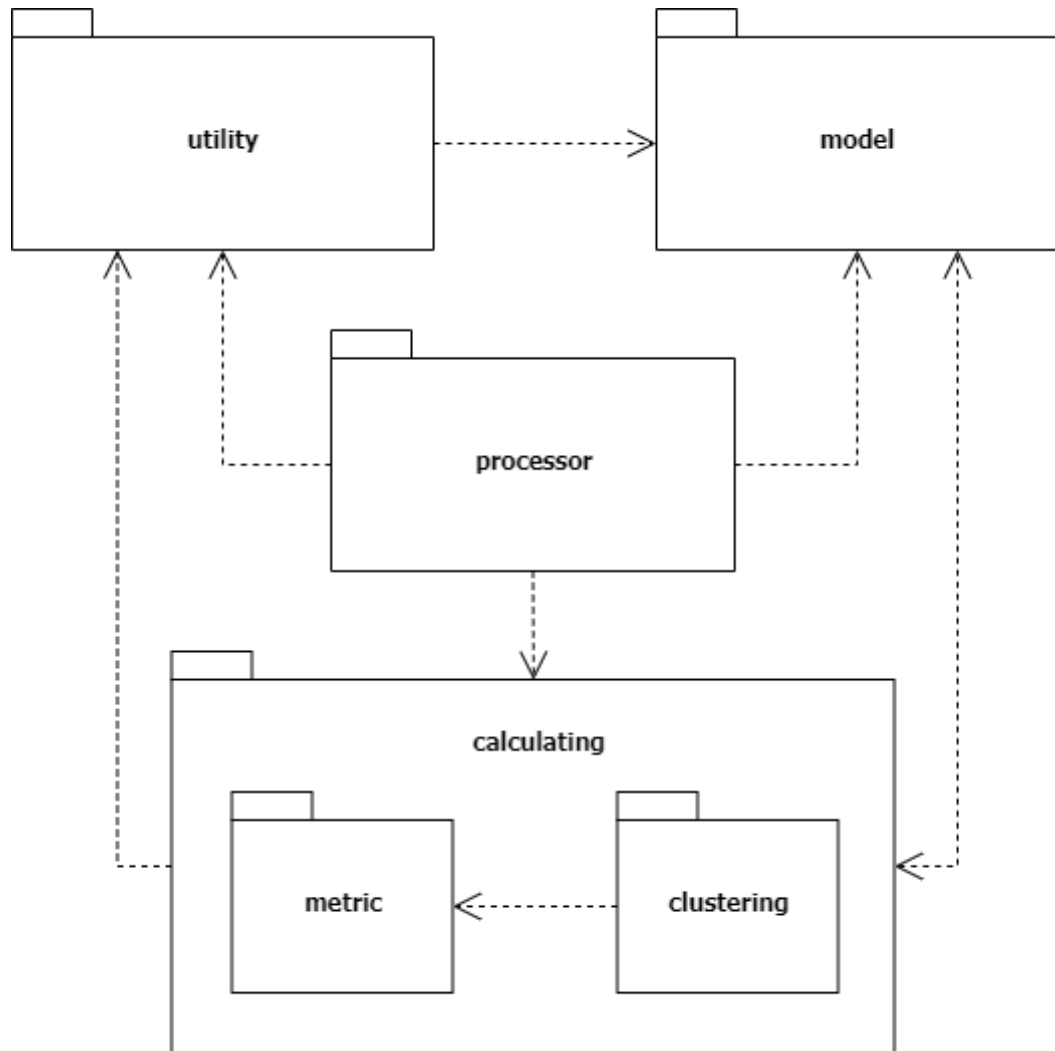 utility
model
processor
calculating
metric
clustering